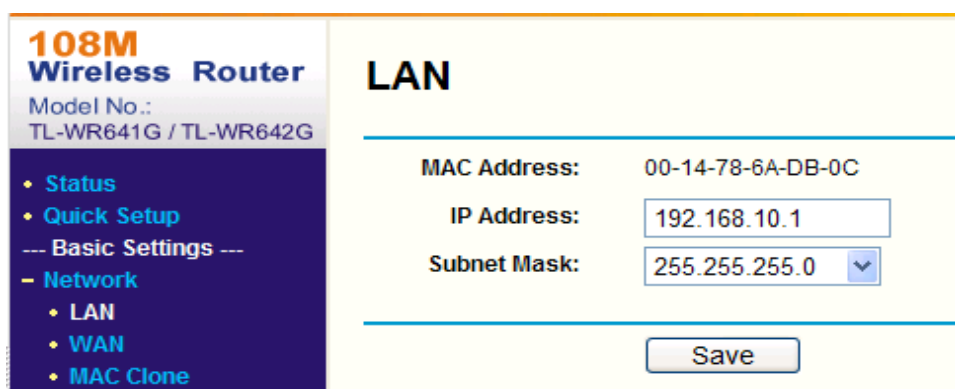 108M
Wireless Router
Model No.:
TL-WR641G / TL-WR642G
• Status
• Quick Setup
--- Basic Settings ---
– Network
• LAN
• WAN
• MAC Clone
LAN
MAC Address: 00-14-78-6A-DB-0C
IP Address: 192.168.10.1
Subnet Mask: 255.255.255.0
Save